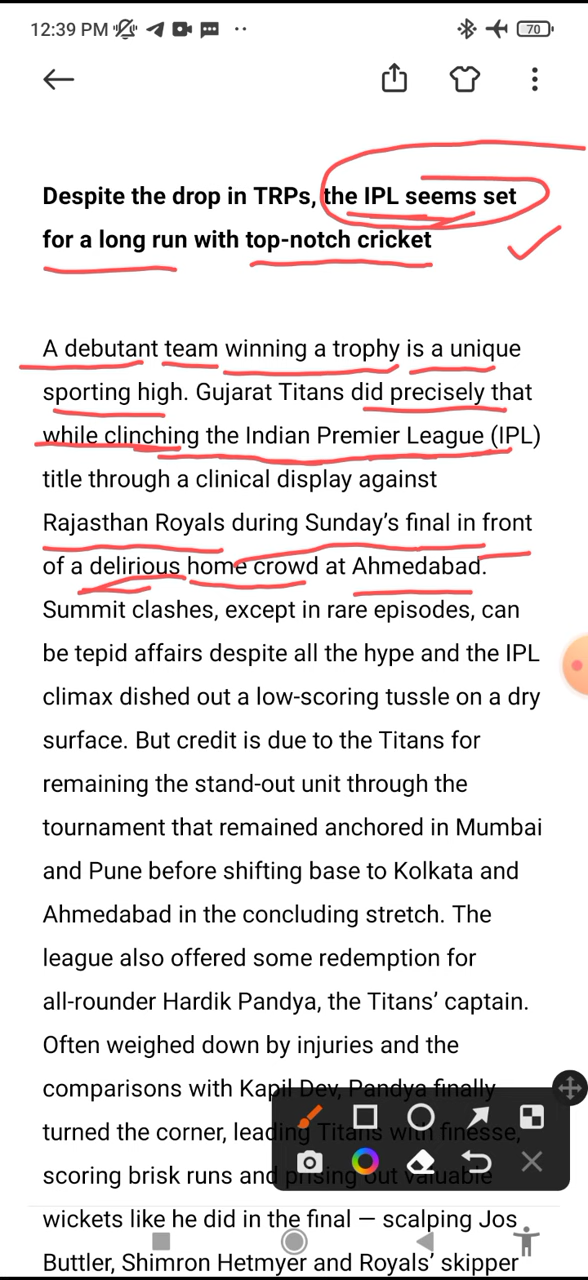 12:39 PM
70
Despite the drop in TRPs, the IPL seems set
for a long run with top-notch cricket
A debutant team winning a trophy is a unique
sporting high. Gujarat Titans did precisely that
while clinching the Indian Premier League (IPL)
title through a clinical display against
Rajasthan Royals during Sunday’s final in front
of a delirious home crowd at Ahmedabad.
Summit clashes, except in rare episodes, can
be tepid affairs despite all the hype and the IPL
climax dished out a low-scoring tussle on a dry
surface. But credit is due to the Titans for
remaining the stand-out unit through the
tournament that remained anchored in Mumbai
and Pune before shifting base to Kolkata and
Ahmedabad in the concluding stretch. The
league also offered some redemption for
all-rounder Hardik Pandya, the Titans’ captain.
Often weighed down by injuries and the
comparisons with Kapil Dev, Pandya finally
turned the corner, leading Titans with finesse,
scoring brisk runs and prising out valuable
wickets like he did in the final — scalping Jos
Buttler, Shimron Hetmyer and Royals’ skipper